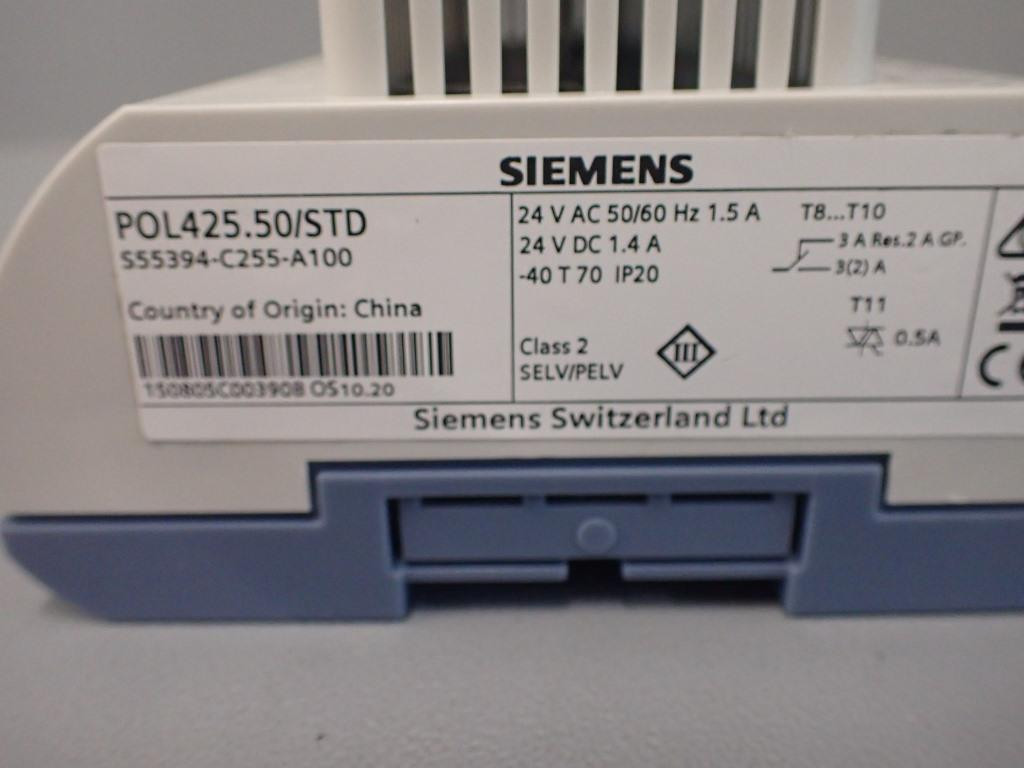 SIEMENS
POL425.50/STD
S55394-C255-A100
Country of Origin: China
150805C003908 OS10.20
24 V AC 50/60 Hz 1.5 A
24 V DC 1.4 A
-40 T 70 IP20
Class 2
SELV/PELV
III
T8...T10
3 A Res.2 A GP.
3(2) A
T11
0.5A
CE
Siemens Switzerland Ltd